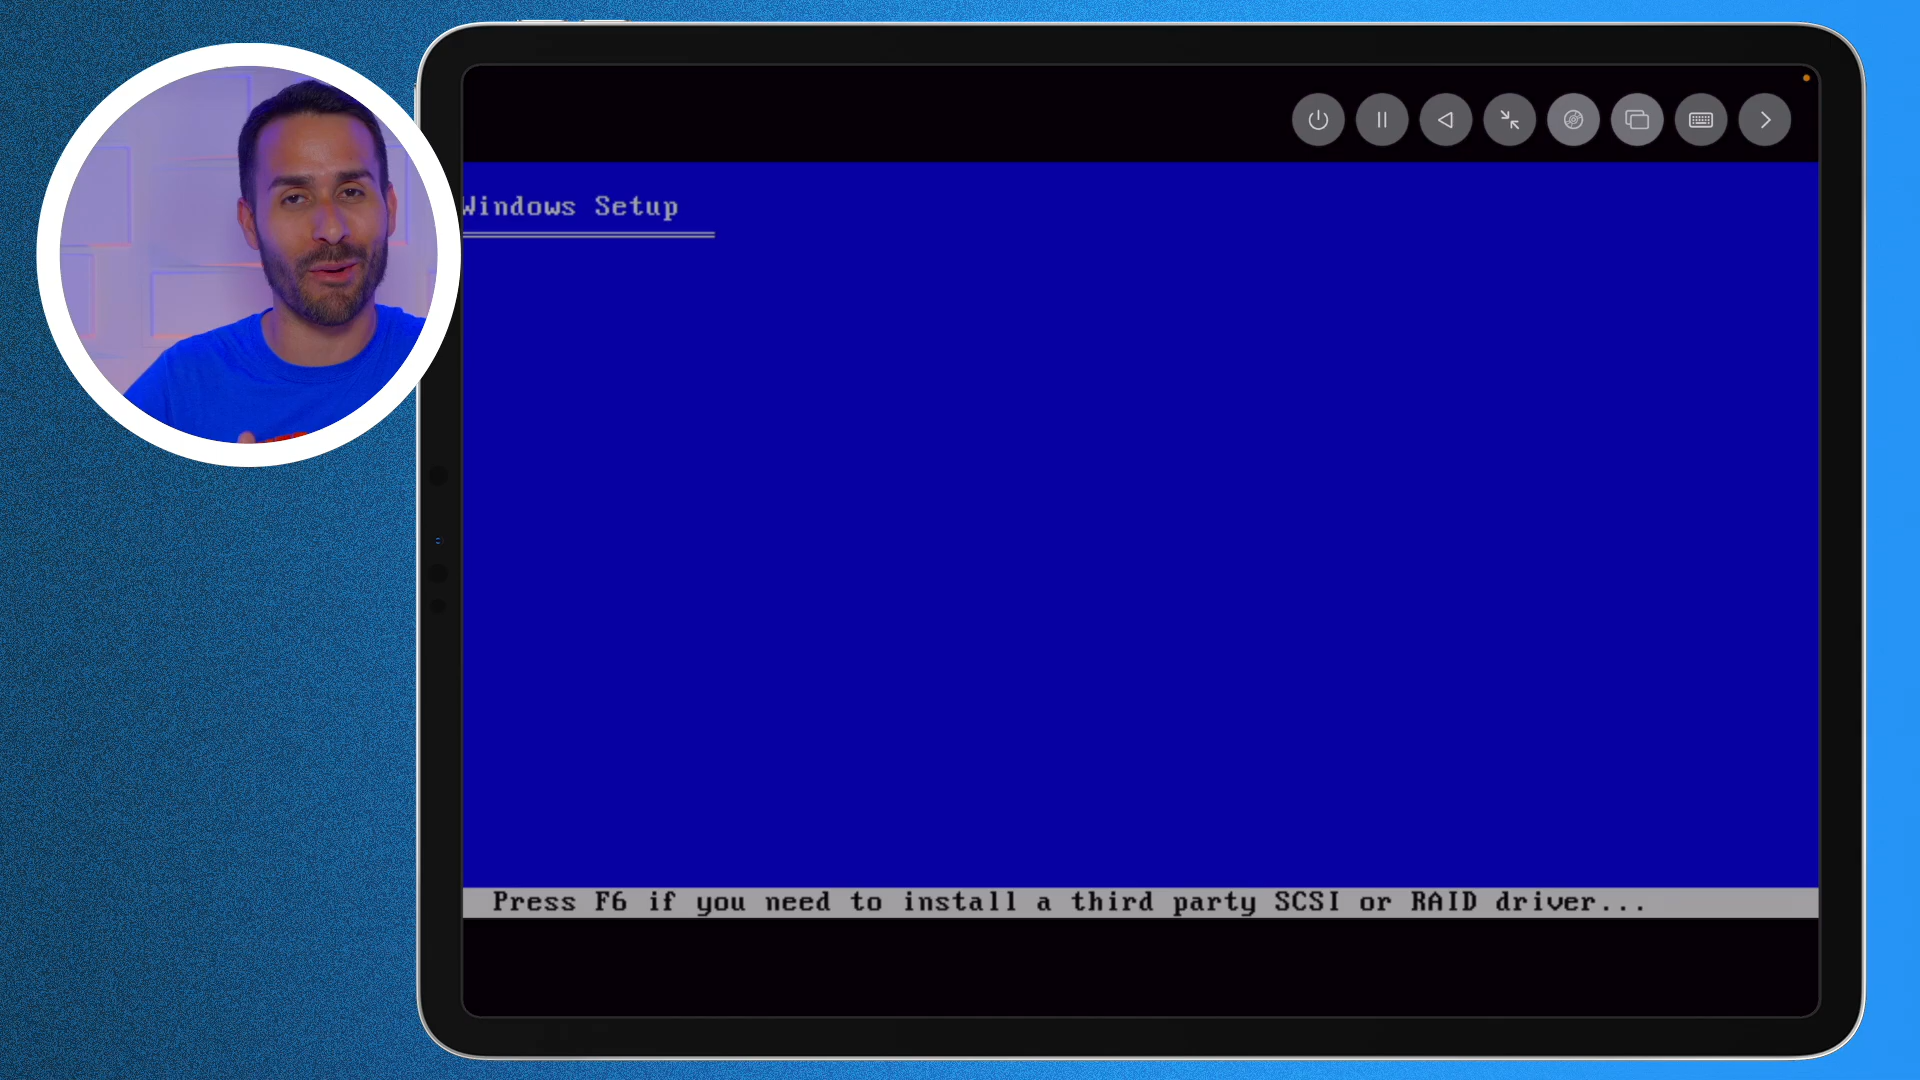 Windows Setup
Press F6 if you need to install a third party SCSI or RAID driver...